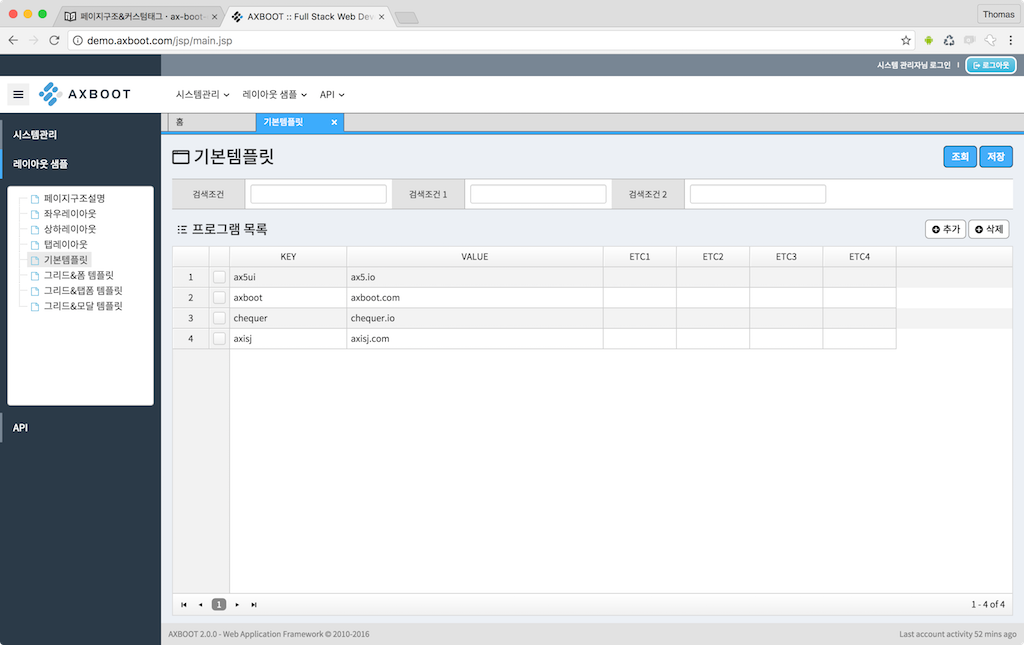 페이지구조&커스텀태그 · ax-boot
AXBOOT :: Full Stack Web Dev
Thomas
demo.axboot.com/jsp/main.jsp
시스템 관리자님 로그인 | 로그아웃
AXBOOT
시스템관리 레이아웃 샘플 API
홈 기본템플릿
시스템관리
레이아웃 샘플
페이지구조설명
좌우레이아웃
상하레이아웃
탭레이아웃
기본템플릿
그리드&폼 템플릿
그리드&탭폼 템플릿
그리드&모달 템플릿
API
기본템플릿
조회 저장
검색조건 검색조건 1 검색조건 2
프로그램 목록
추가 삭제
KEY VALUE ETC1 ETC2 ETC3 ETC4
1 ax5ui ax5.io
2 axboot axboot.com
3 chequer chequer.io
4 axisj axisj.com
1
1 - 4 of 4
AXBOOT 2.0.0 - Web Application Framework © 2010-2016
Last account activity 52 mins ago